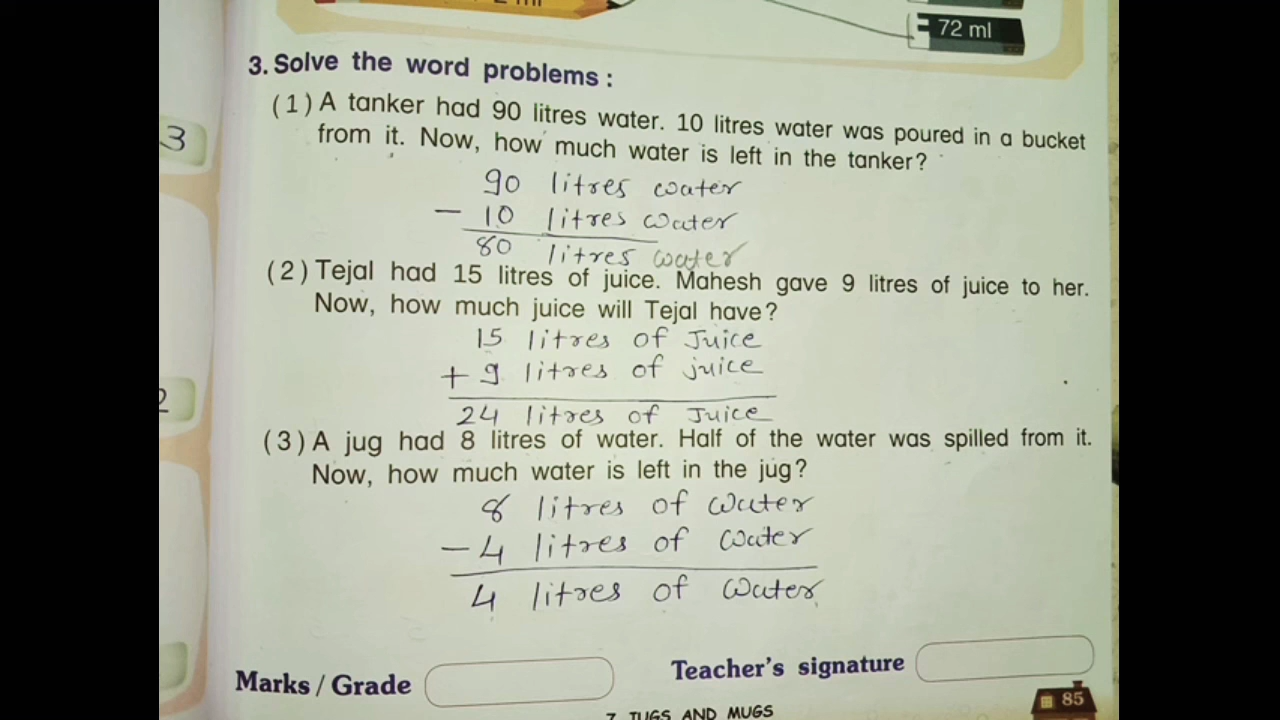 72 ml
3. Solve the word problems :
(1) A tanker had 90 litres water. 10 litres water was poured in a bucket
from it. Now, how much water is left in the tanker?
90 litres water
— 10 litres water
80 litres water
(2) Tejal had 15 litres of juice. Mahesh gave 9 litres of juice to her.
Now, how much juice will Tejal have?
15 litres of Juice
+ 9 litres of juice
24 litres of Juice
(3) A jug had 8 litres of water. Half of the water was spilled from it.
Now, how much water is left in the jug?
8 litres of water
— 4 litres of water
4 litres of water
3
2
Marks / Grade
Teacher's signature
85
7. JUGS AND MUGS